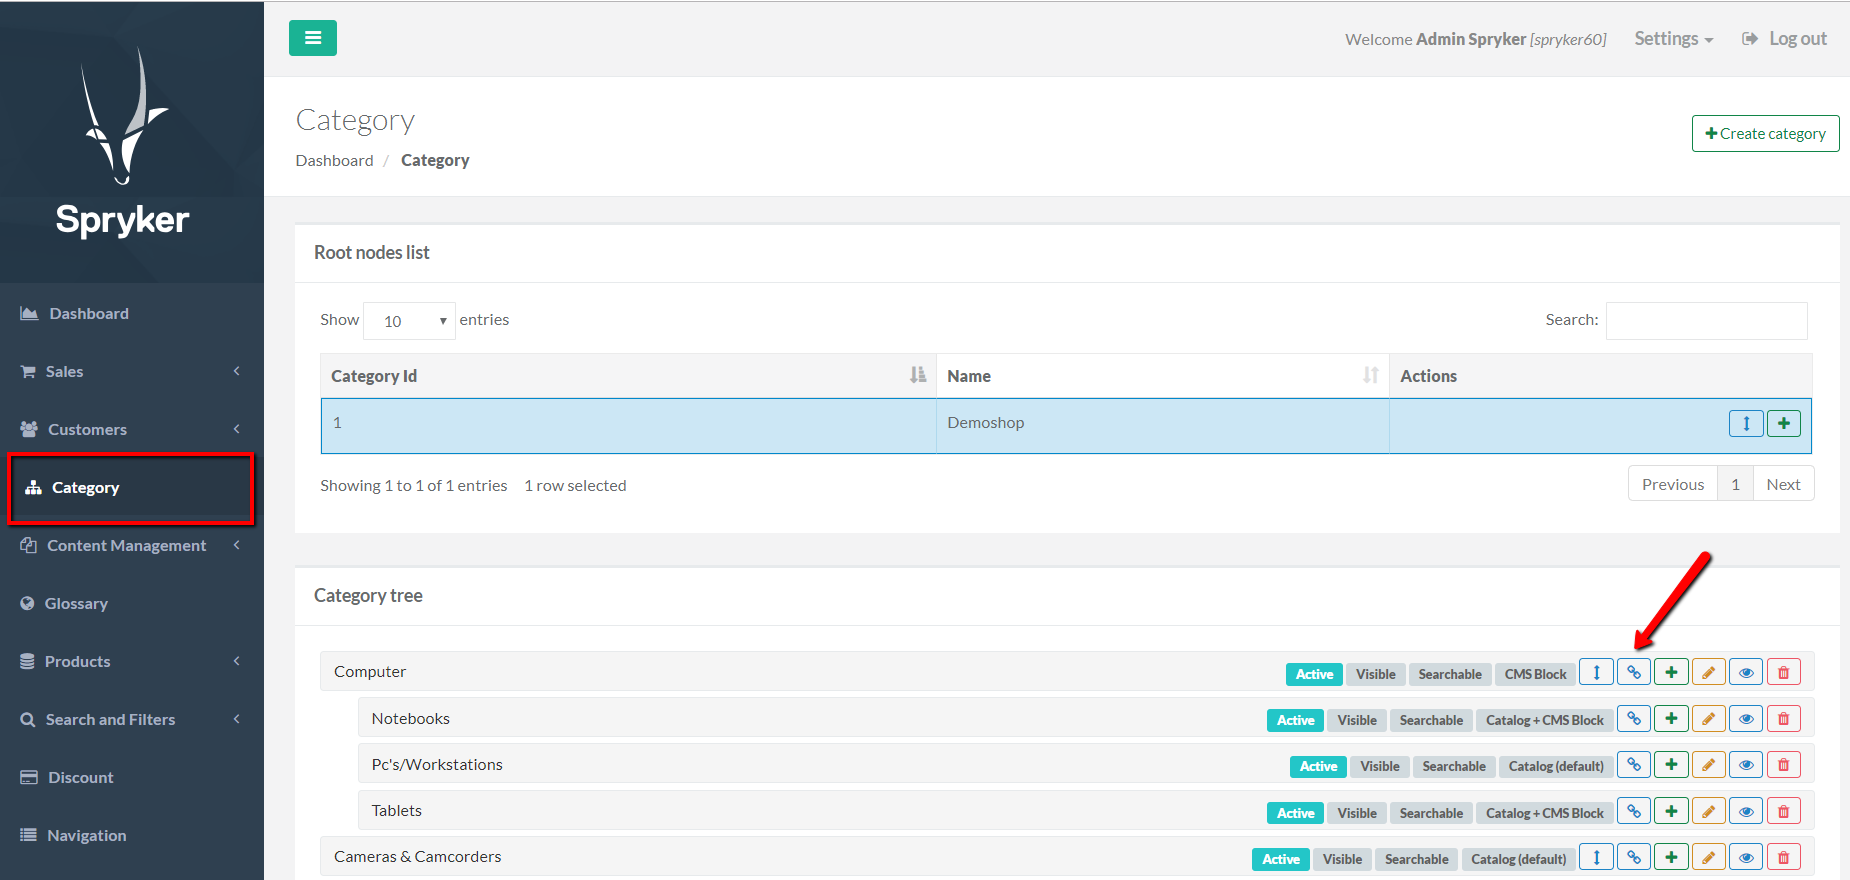 Spryker
Dashboard
Sales
Customers
Category
Content Management
Glossary
Products
Search and Filters
Discount
Navigation
Welcome Admin Spryker [spryker60] Settings Log out
Category
Dashboard / Category
Create category
Root nodes list
Show 10 entries Search:
Category Id Name Actions
1 Demoshop
Showing 1 to 1 of 1 entries 1 row selected Previous 1 Next
Category tree
Computer Active Visible Searchable CMS Block
Notebooks Active Visible Searchable Catalog + CMS Block
Pc's/Workstations Active Visible Searchable Catalog (default)
Tablets Active Visible Searchable Catalog + CMS Block
Cameras & Camcorders Active Visible Searchable Catalog (default)